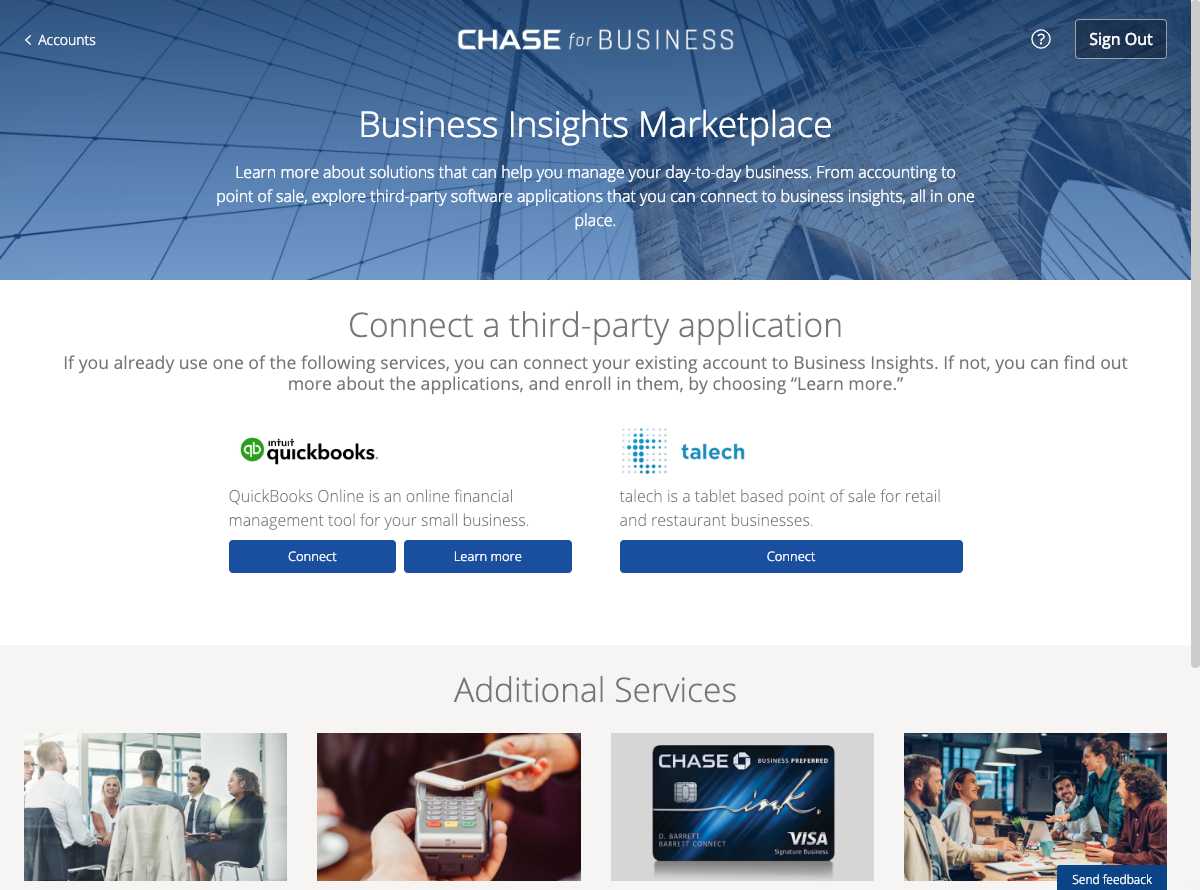 Accounts
CHASE for BUSINESS
?
Sign Out
Business Insights Marketplace
Learn more about solutions that can help you manage your day-to-day business. From accounting to
point of sale, explore third-party software applications that you can connect to business insights, all in one
place.
Connect a third-party application
If you already use one of the following services, you can connect your existing account to Business Insights. If not, you can find out
more about the applications, and enroll in them, by choosing “Learn more.”
qb
intuit
quickbooks.
talech
QuickBooks Online is an online financial
management tool for your small business.
talech is a tablet based point of sale for retail
and restaurant businesses.
Connect
Learn more
Connect
Additional Services
CHASE
BUSINESS PREFERRED
ink.
D. BARRETT
BARRETT CONNECT
VISA
Signature Business
Send feedback